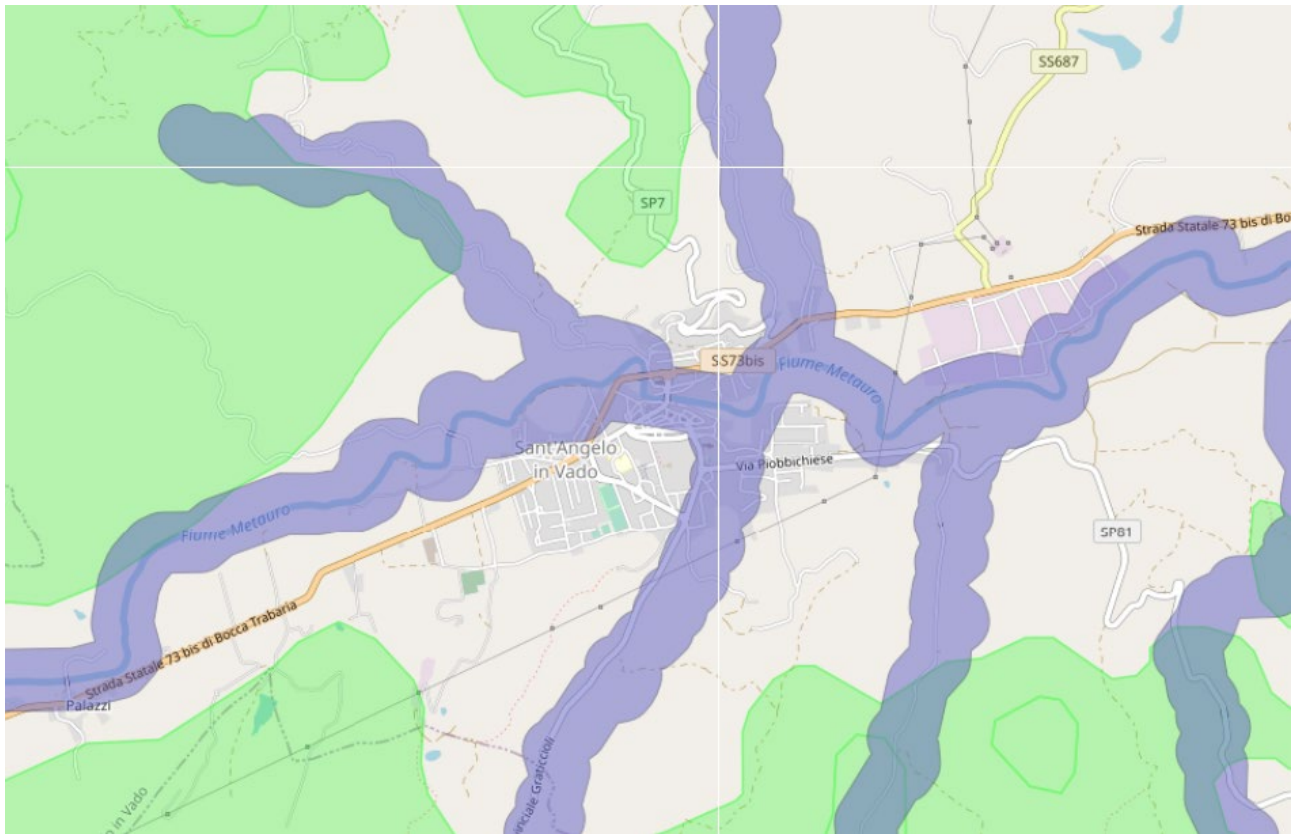 SS687
SP7
Strada Statale 73 bis di Bo
SS73bis
Fiume Metauro
Sant'Angelo
in Vado
Via Piobbichiese
Fiume Metauro
SP81
Strada Statale 73 bis di Bocca Trabaria
Palazzi
inciale Graticcioli
o in Vado